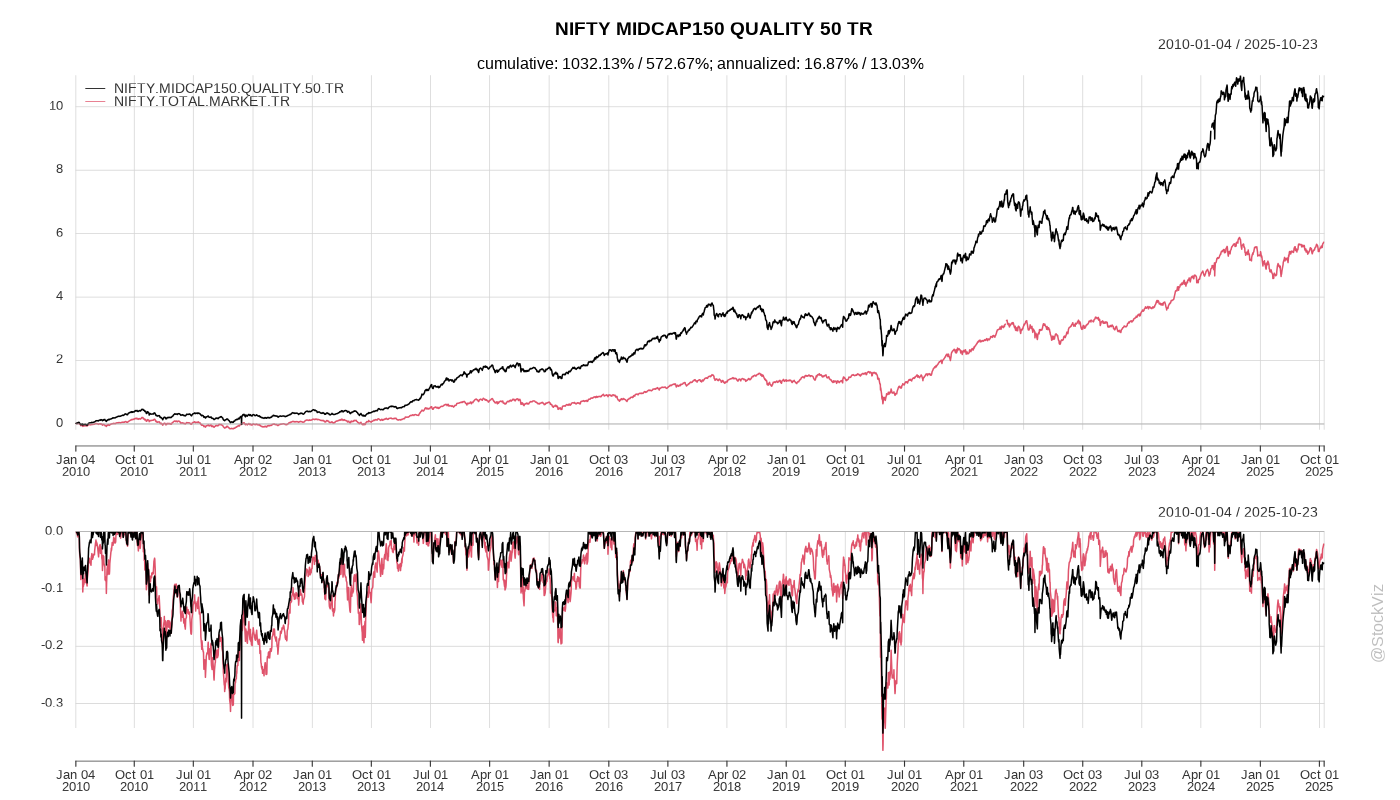 NIFTY MIDCAP150 QUALITY 50 TR
2010-01-04 / 2025-10-23
cumulative: 1032.13% / 572.67%; annualized: 16.87% / 13.03%
NIFTY.MIDCAP150.QUALITY.50.TR
NIFTY.TOTAL.MARKET.TR
10
8
6
4
2
0
Jan 04 Oct 01 Jul 01 Apr 02 Jan 01 Oct 01 Jul 01 Apr 01 Jan 01 Oct 03 Jul 03 Apr 02 Jan 01 Oct 01 Jul 01 Apr 01 Jan 03 Oct 03 Jul 03 Apr 01 Jan 01 Oct 01
2010 2010 2011 2012 2013 2013 2014 2015 2016 2016 2017 2018 2019 2019 2020 2021 2022 2022 2023 2024 2025 2025
2010-01-04 / 2025-10-23
0.0
-0.1
-0.2
-0.3
Jan 04 Oct 01 Jul 01 Apr 02 Jan 01 Oct 01 Jul 01 Apr 01 Jan 01 Oct 03 Jul 03 Apr 02 Jan 01 Oct 01 Jul 01 Apr 01 Jan 03 Oct 03 Jul 03 Apr 01 Jan 01 Oct 01
2010 2010 2011 2012 2013 2013 2014 2015 2016 2016 2017 2018 2019 2019 2020 2021 2022 2022 2023 2024 2025 2025
@StockViz